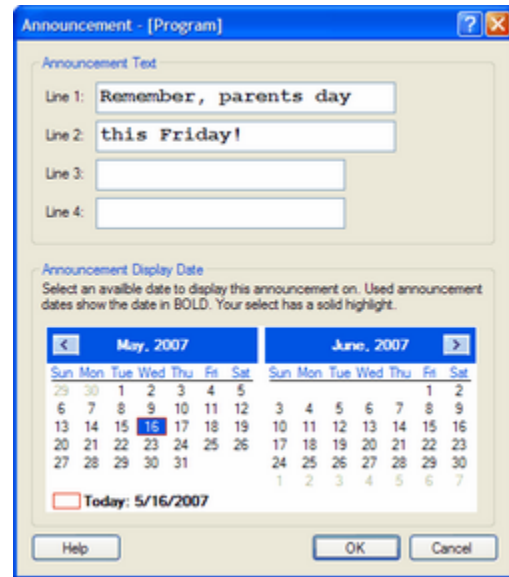 Announcement - [Program]
Announcement Text
Line 1: Remember, parents day
Line 2: this Friday!
Line 3:
Line 4:
Announcement Display Date
Select an availble date to display this announcement on. Used announcement
dates show the date in BOLD. Your select has a solid highlight.
May, 2007 June, 2007
Sun Mon Tue Wed Thu Fri Sat Sun Mon Tue Wed Thu Fri Sat
29 30 1 2 3 4 5 1 2
6 7 8 9 10 11 12 3 4 5 6 7 8 9
13 14 15 16 17 18 19 10 11 12 13 14 15 16
20 21 22 23 24 25 26 17 18 19 20 21 22 23
27 28 29 30 31 24 25 26 27 28 29 30
1 2 3 4 5 6 7
Today: 5/16/2007
Help OK Cancel